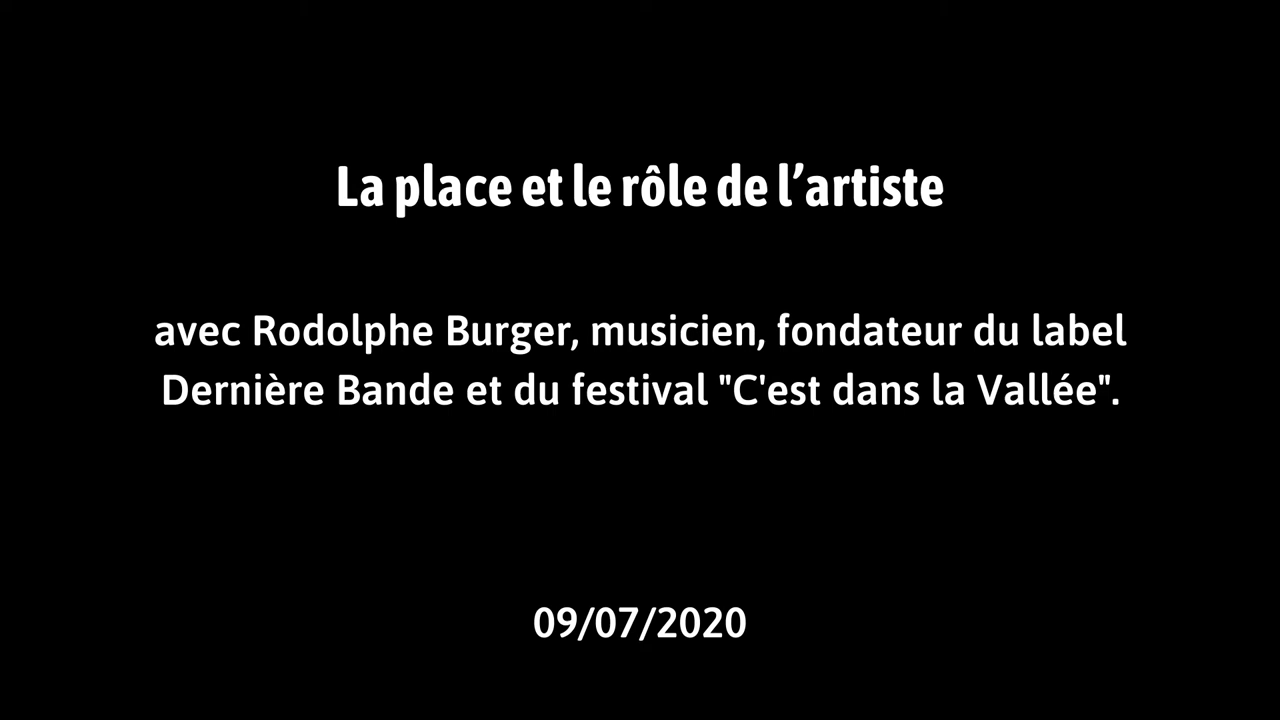 La place et le rôle de l’artiste
avec Rodolphe Burger, musicien, fondateur du label
Dernière Bande et du festival "C'est dans la Vallée".
09/07/2020